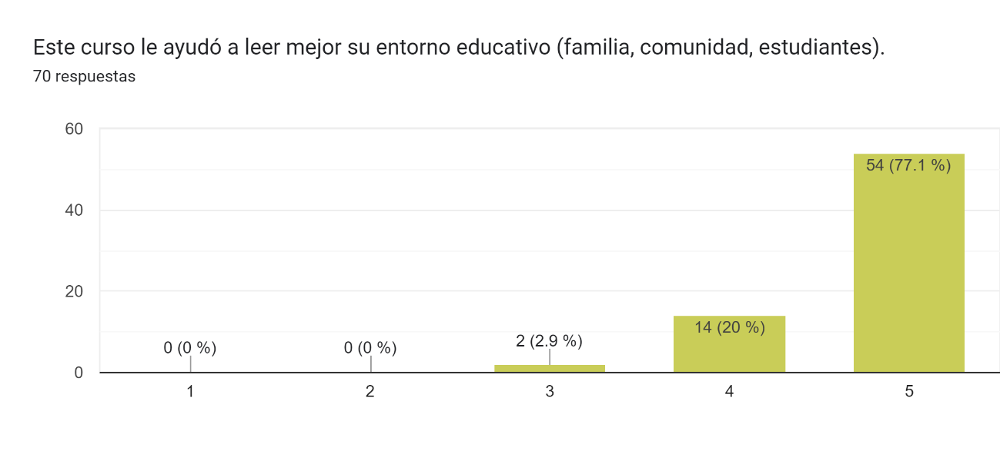 Este curso le ayudó a leer mejor su entorno educativo (familia, comunidad, estudiantes).
70 respuestas
60
40
20
0
0 (0 %)
0 (0 %)
2 (2.9 %)
14 (20 %)
54 (77.1 %)
1
2
3
4
5